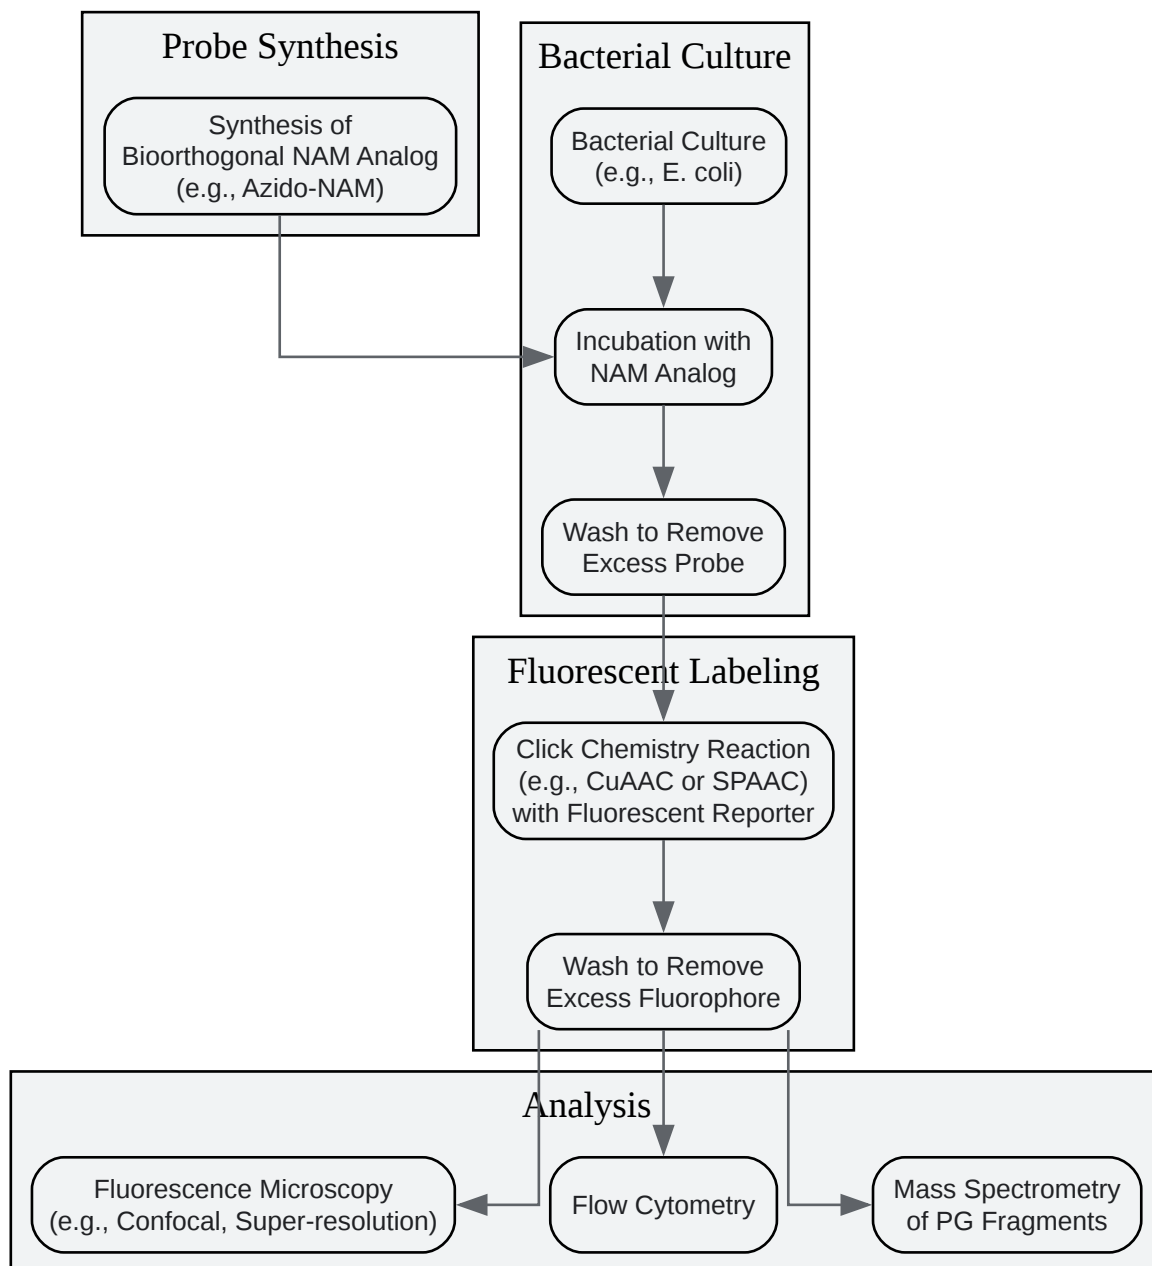 Probe Synthesis
Synthesis of
Bioorthogonal NAM Analog
(e.g., Azido-NAM)
Bacterial Culture
Bacterial Culture
(e.g., E. coli)
Incubation with
NAM Analog
Wash to Remove
Excess Probe
Fluorescent Labeling
Click Chemistry Reaction
(e.g., CuAAC or SPAAC)
with Fluorescent Reporter
Wash to Remove
Excess Fluorophore
Analysis
Fluorescence Microscopy
(e.g., Confocal, Super-resolution)
Flow Cytometry
Mass Spectrometry
of PG Fragments